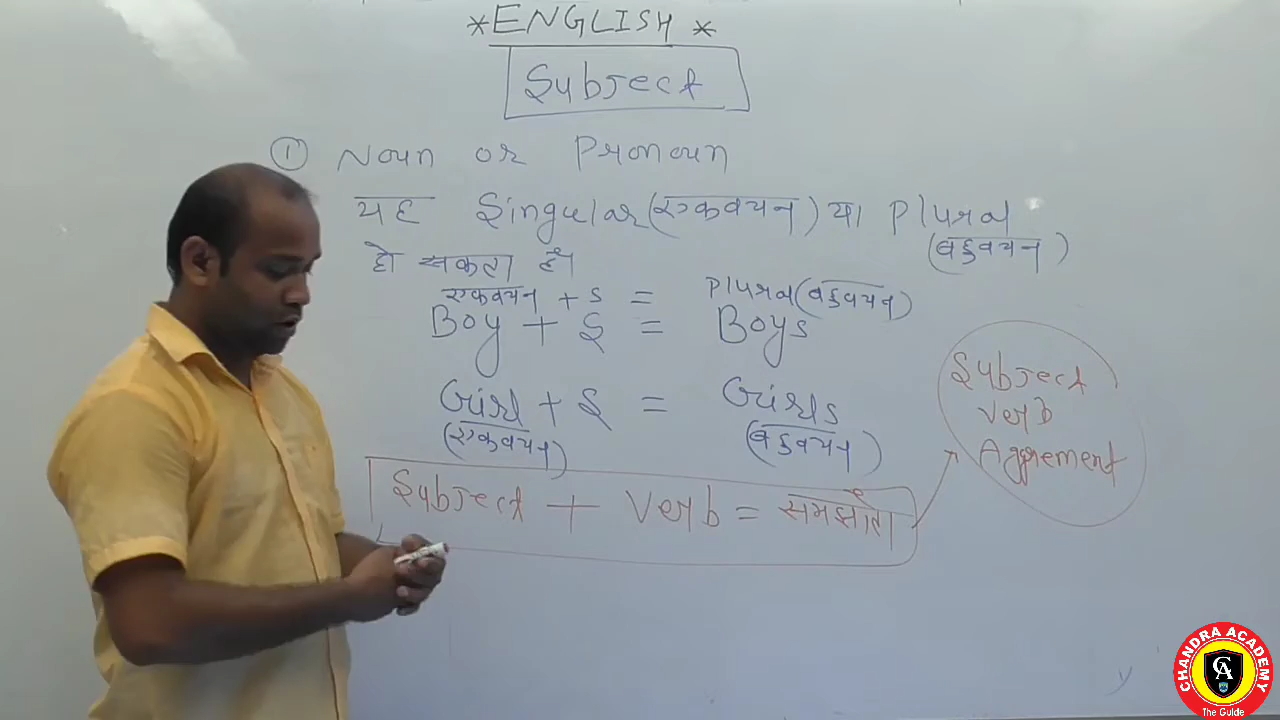 *ENGLISH*
Subject
① Noun or Pronoun
यह Singular(एकवचन) या Plural
(बहुवचन)
हो सकता है।
एकवचन + s = Plural(बहुवचन)
Boy + S = Boys
Girl + S = Girls
(एकवचन) (बहुवचन)
Subject + Verb = समझौता
Subject
Verb
Aggrement
CHANDRA ACADEMY
CA
The Guide